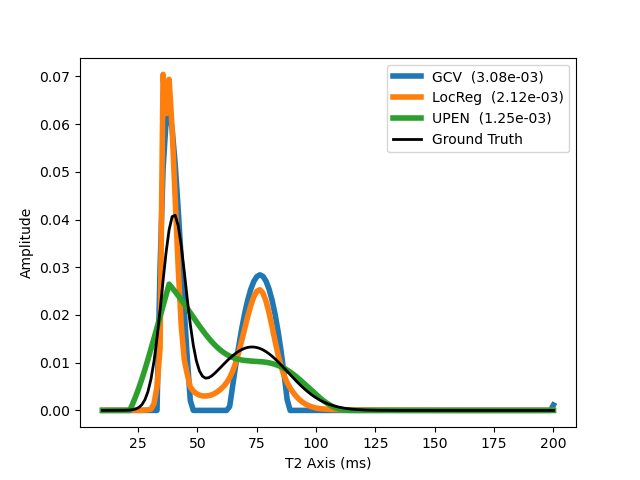 GCV (3.08e-03)
LocReg (2.12e-03)
UPEN (1.25e-03)
Ground Truth
0.07
0.06
0.05
0.04
0.03
0.02
0.01
0.00
Amplitude
25 50 75 100 125 150 175 200
T2 Axis (ms)